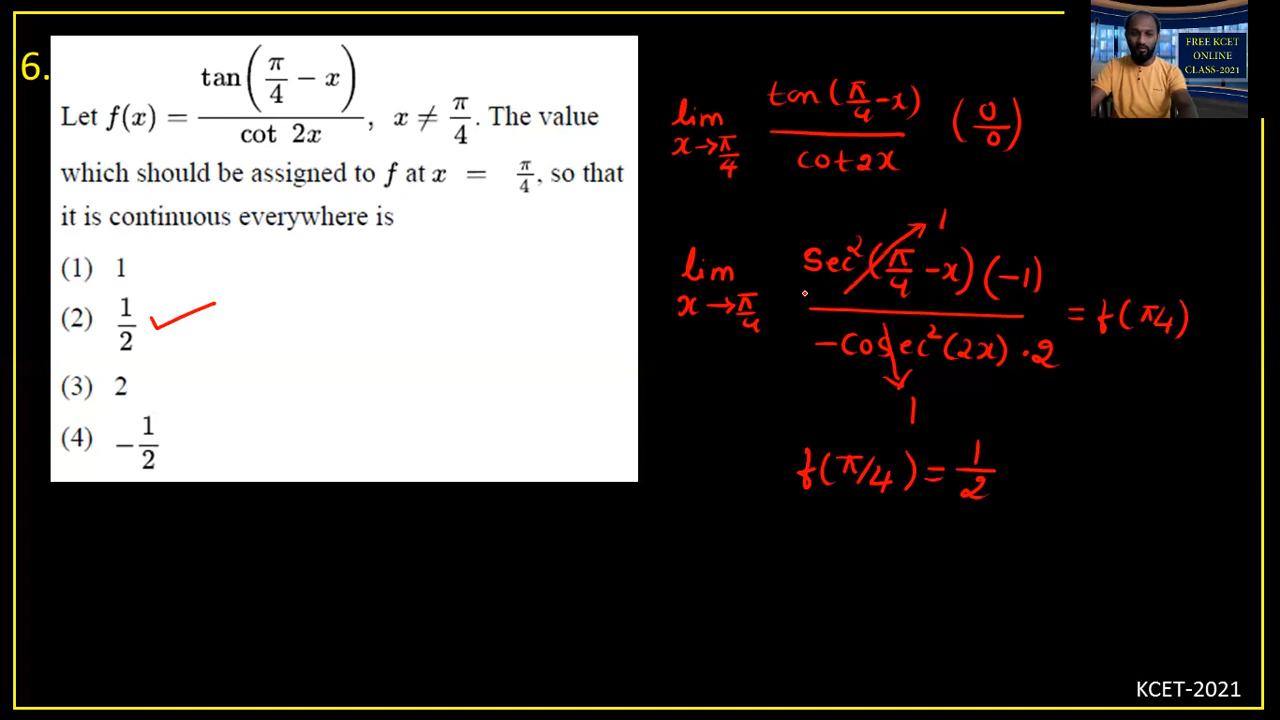 6.
Let f(x) = tan(π/4 − x) / cot 2x, x ≠ π/4. The value
which should be assigned to f at x = π/4, so that
it is continuous everywhere is
(1) 1
(2) 1/2 ✓
(3) 2
(4) −1/2
lim x→π/4 tan(π/4 − x) / cot2x (0/0)
lim x→π/4 sec²(π/4 − x)(−1) / −cosec²(2x)·2 = f(π4)
1
1
f(π/4) = 1/2
FREE KCET
ONLINE
CLASS-2021
KCET-2021